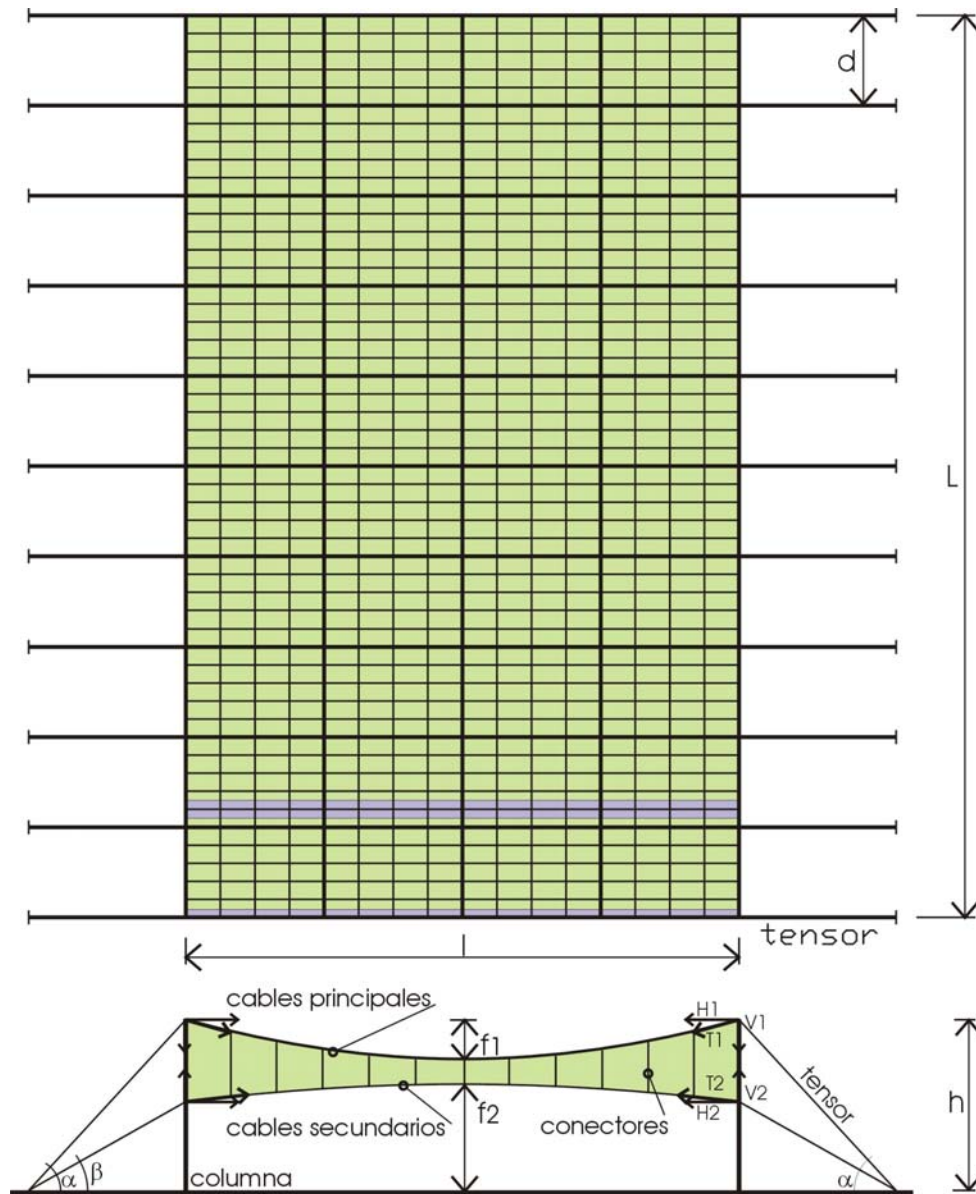 d
L
tensor
l
cables principales
H1
V1
f1
T1
tensor
T2
V2
h
f2
H2
cables secundarios
conectores
α
β
columna
α